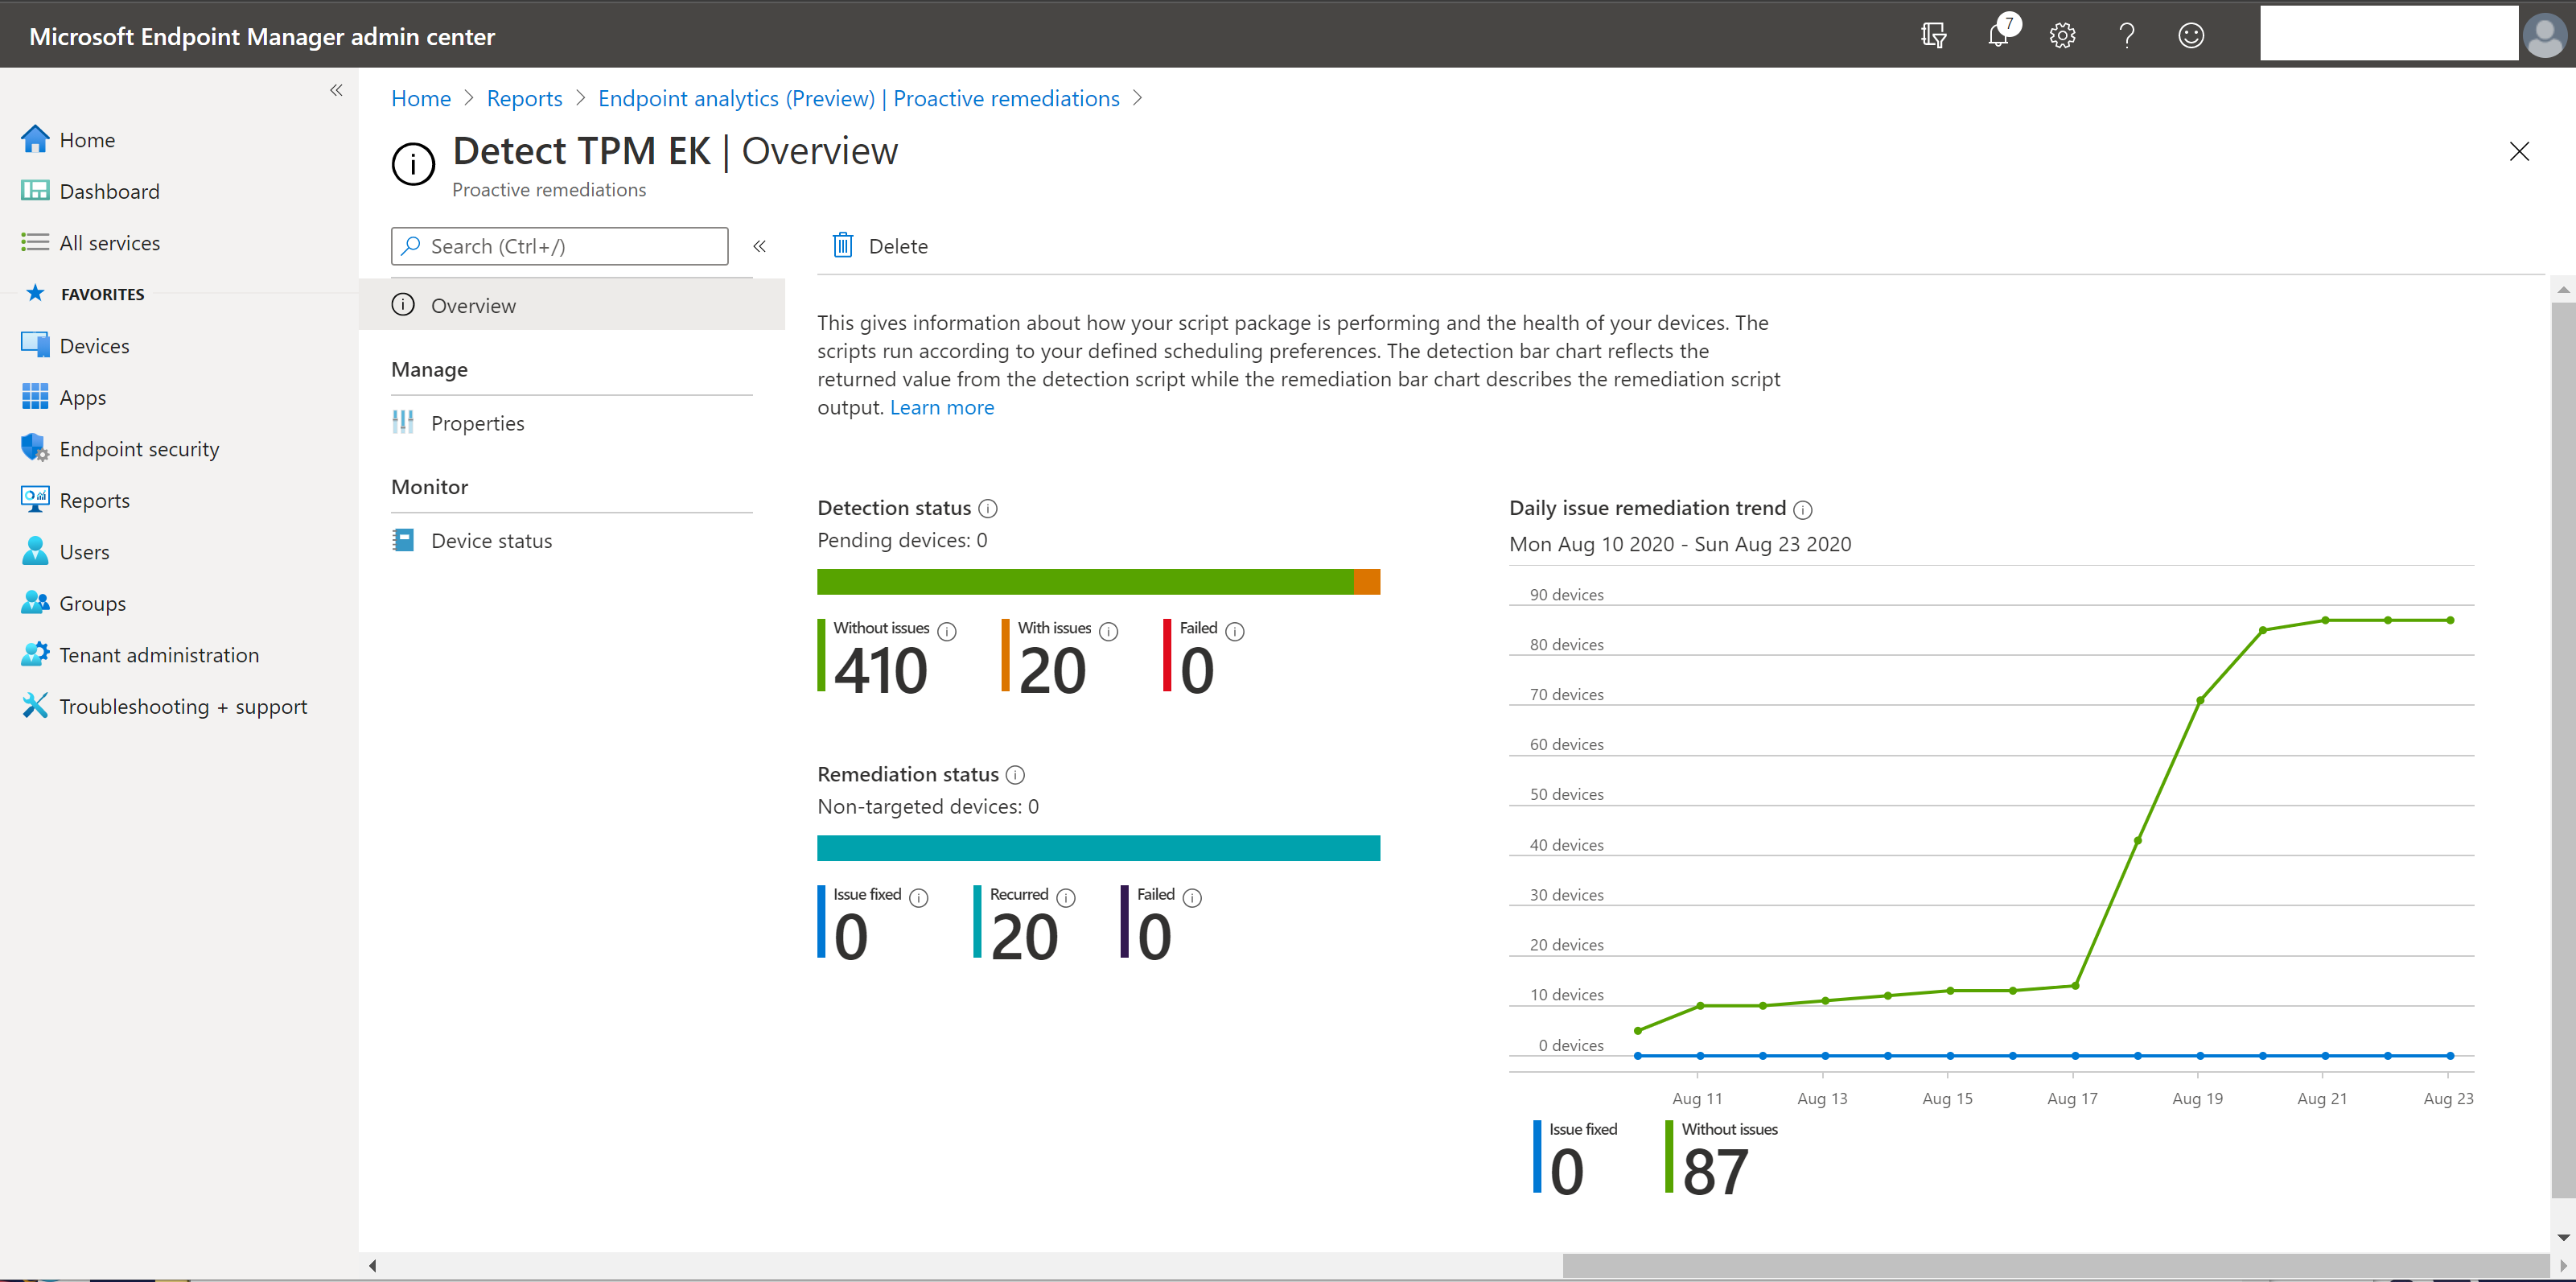 Microsoft Endpoint Manager admin center
7
Home
Dashboard
All services
FAVORITES
Devices
Apps
Endpoint security
Reports
Users
Groups
Tenant administration
Troubleshooting + support
Home > Reports > Endpoint analytics (Preview) | Proactive remediations >
Detect TPM EK | Overview
Proactive remediations
Search (Ctrl+/)
Overview
Manage
Properties
Monitor
Device status
Delete
This gives information about how your script package is performing and the health of your devices. The
scripts run according to your defined scheduling preferences. The detection bar chart reflects the
returned value from the detection script while the remediation bar chart describes the remediation script
output. Learn more
Detection status
Pending devices: 0
Without issues
410
With issues
20
Failed
0
Remediation status
Non-targeted devices: 0
Issue fixed
0
Recurred
20
Failed
0
Daily issue remediation trend
Mon Aug 10 2020 - Sun Aug 23 2020
90 devices
80 devices
70 devices
60 devices
50 devices
40 devices
30 devices
20 devices
10 devices
0 devices
Aug 11 Aug 13 Aug 15 Aug 17 Aug 19 Aug 21 Aug 23
Issue fixed
0
Without issues
87